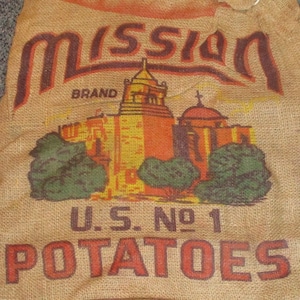 MISSION
BRAND
U.S. No 1
POTATOES